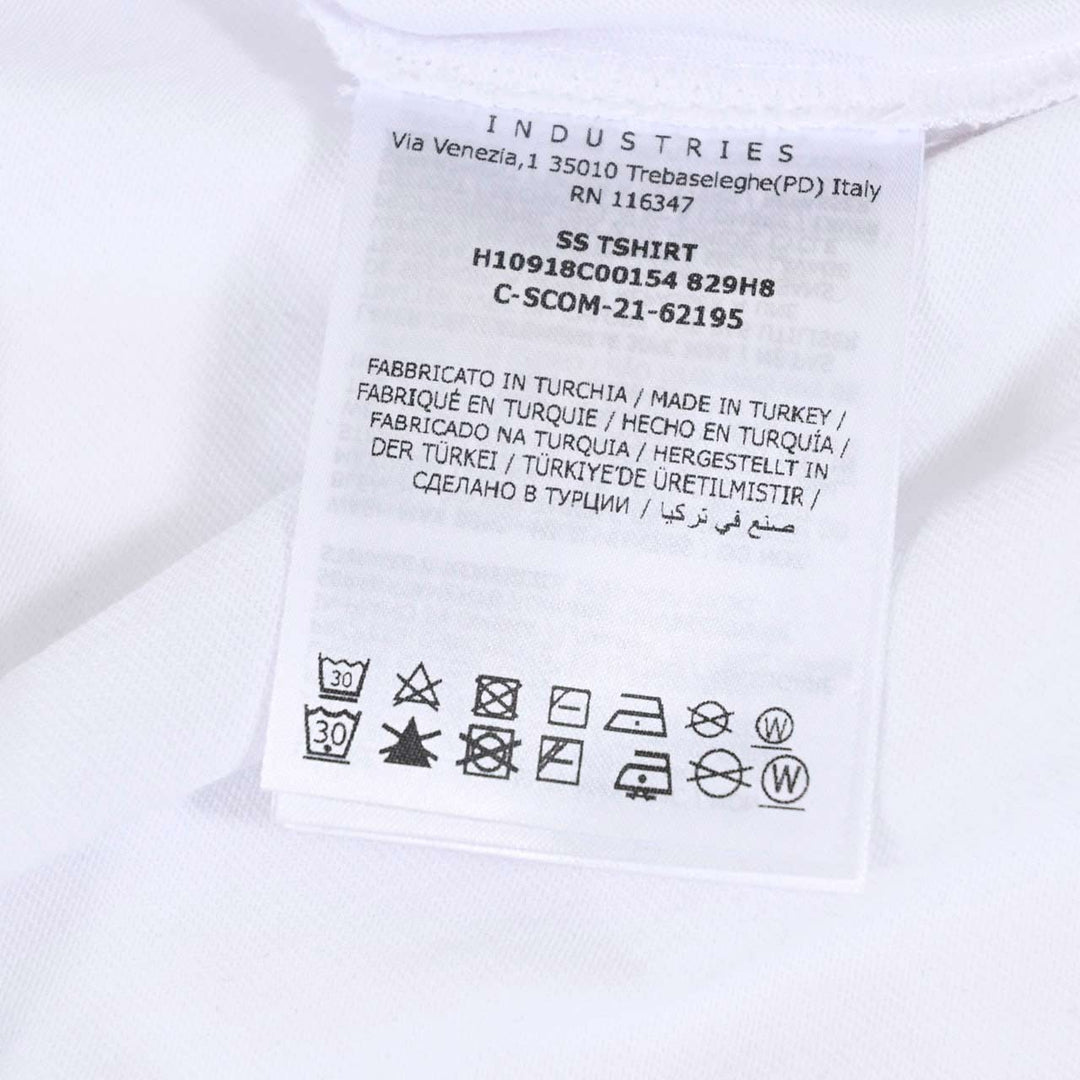 INDUSTRIES
Via Venezia,1 35010 Trebaseleghe(PD) Italy
RN 116347
SS TSHIRT
H10918C00154 829H8
C-SCOM-21-62195
FABBRICATO IN TURCHIA / MADE IN TURKEY /
FABRIQUÉ EN TURQUIE / HECHO EN TURQUÍA /
FABRICADO NA TURQUIA / HERGESTELLT IN
DER TÜRKEI / TÜRKIYE'DE ÜRETILMISTIR /
СДЕЛАНО В ТУРЦИИ / صنع في تركيا
30 W
30 W